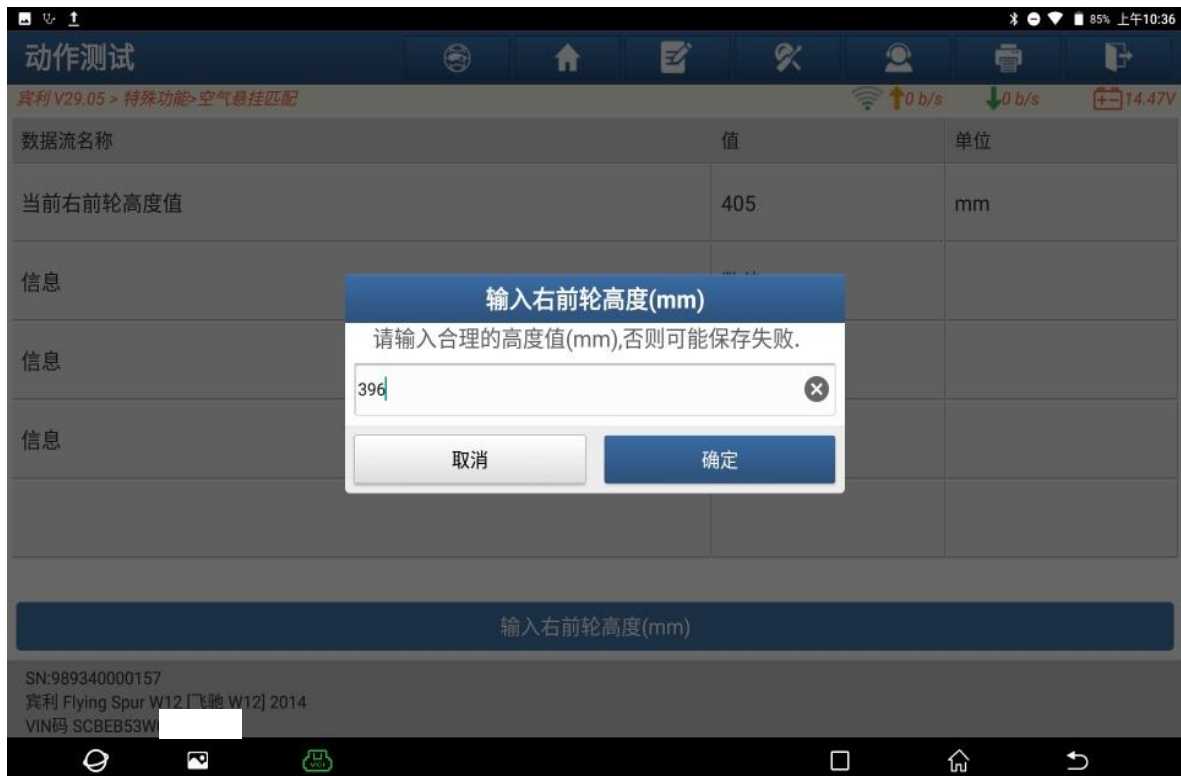 85% 上午10:36
动作测试
宾利 V29.05 > 特殊功能>空气悬挂匹配 0 b/s 0 b/s 14.47V
数据流名称 值 单位
当前右前轮高度值 405 mm
信息
输入右前轮高度(mm)
请输入合理的高度值(mm),否则可能保存失败.
信息
396
信息
取消 确定
输入右前轮高度(mm)
SN:989340000157
宾利 Flying Spur W12 [飞驰 W12] 2014
VIN码 SCBEB53W
VCI